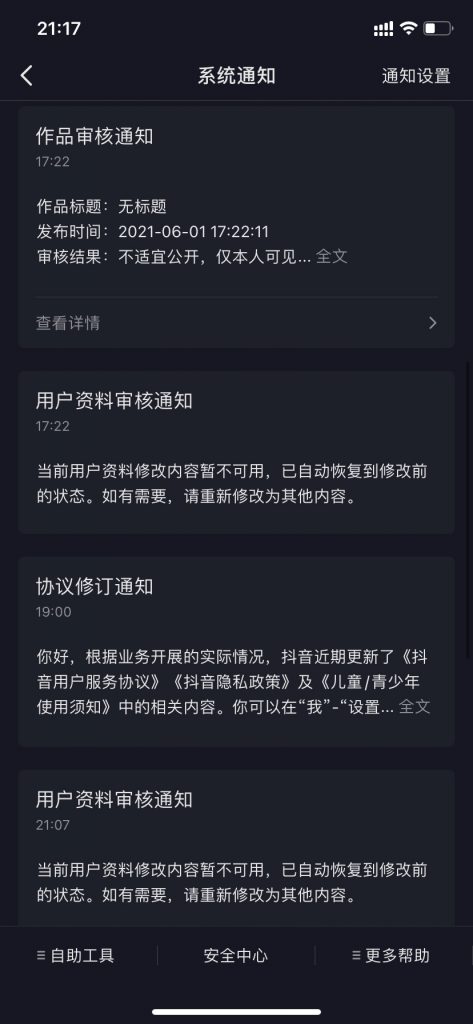 21:17
系统通知
通知设置
作品审核通知
17:22
作品标题：无标题
发布时间：2021-06-01 17:22:11
审核结果：不适宜公开，仅本人可见... 全文
查看详情
用户资料审核通知
17:22
当前用户资料修改内容暂不可用，已自动恢复到修改前
的状态。如有需要，请重新修改为其他内容。
协议修订通知
19:00
你好，根据业务开展的实际情况，抖音近期更新了《抖
音用户服务协议》《抖音隐私政策》及《儿童/青少年
使用须知》中的相关内容。你可以在“我”-“设置... 全文
用户资料审核通知
21:07
当前用户资料修改内容暂不可用，已自动恢复到修改前
的状态。如有需要，请重新修改为其他内容。
自助工具
安全中心
更多帮助